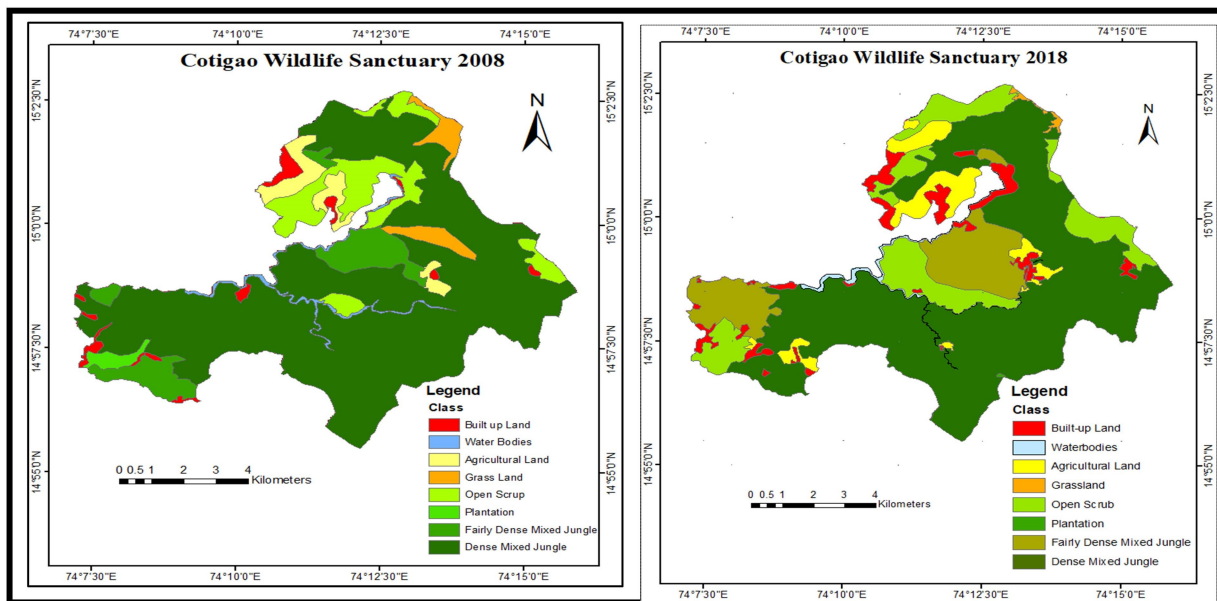 74°7'30"E 74°10'0"E 74°12'30"E 74°15'0"E
Cotigao Wildlife Sanctuary 2008
N
15°2'30"N 15°2'30"N
15°0'0"N 15°0'0"N
14°57'30"N 14°57'30"N
14°55'0"N 14°55'0"N
Legend
Class
Built up Land
Water Bodies
Agricultural Land
Grass Land
Open Scrup
Plantation
Fairly Dense Mixed Jungle
Dense Mixed Jungle
0 0.5 1 2 3 4
Kilometers
74°7'30"E 74°10'0"E 74°12'30"E 74°15'0"E
74°7'30"E 74°10'0"E 74°12'30"E 74°15'0"E
Cotigao Wildlife Sanctuary 2018
N
15°2'30"N 15°2'30"N
15°0'0"N 15°0'0"N
14°57'30"N 14°57'30"N
14°55'0"N 14°55'0"N
Legend
Class
Built-up Land
Waterbodies
Agricultural Land
Grassland
Open Scrub
Plantation
Fairly Dense Mixed Jungle
Dense Mixed Jungle
0 0.5 1 2 3 4
Kilometers
74°7'30"E 74°10'0"E 74°12'30"E 74°15'0"E